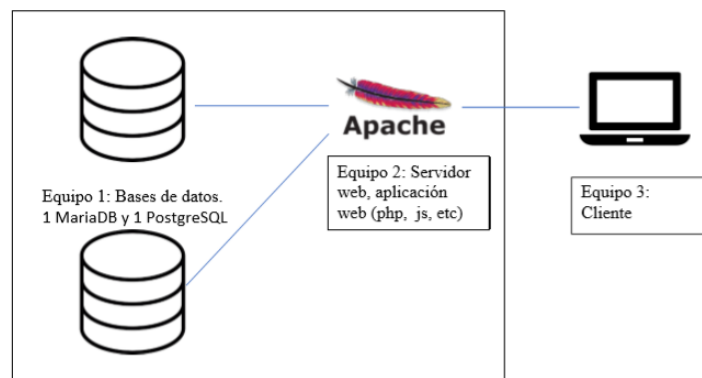 Apache
Equipo 1: Bases de datos.
1 MariaDB y 1 PostgreSQL
Equipo 2: Servidor
web, aplicación
web (php, js, etc)
Equipo 3:
Cliente